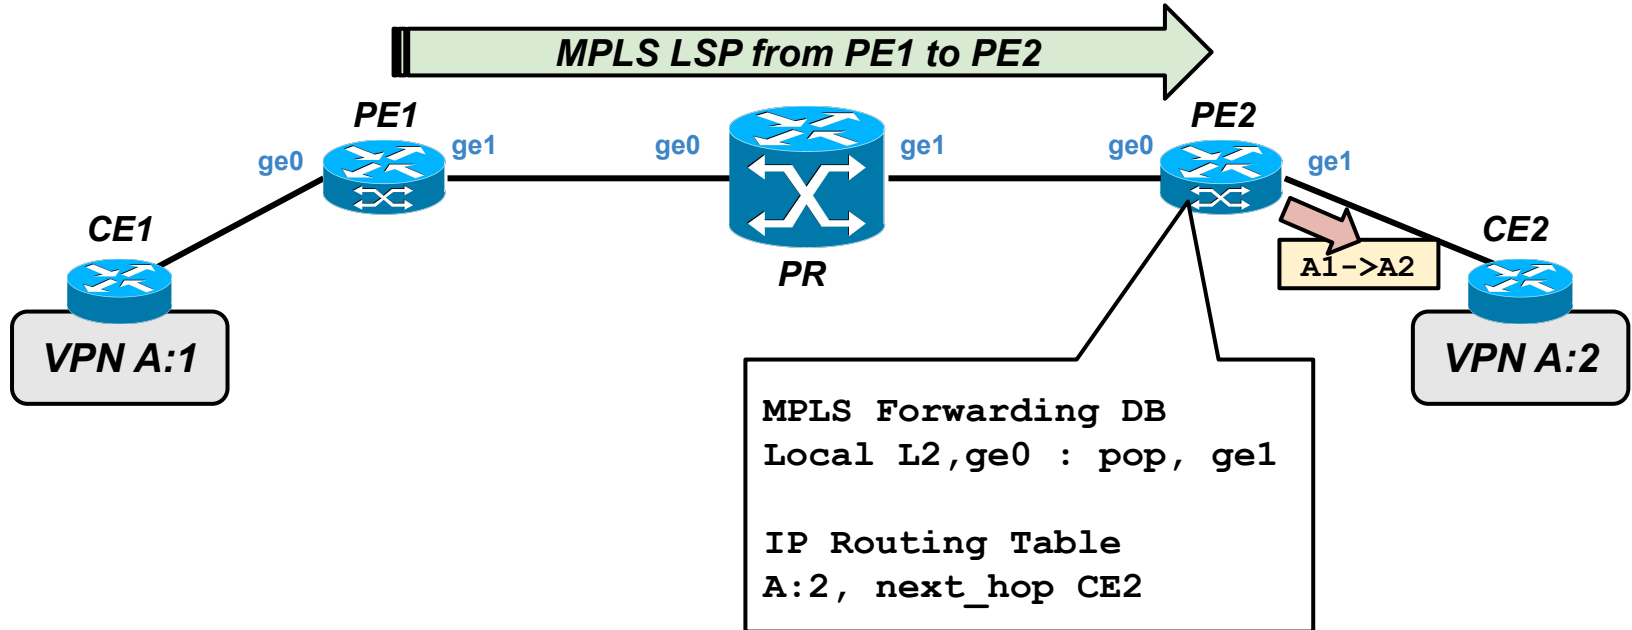 MPLS LSP from PE1 to PE2
PE1
PE2
ge0
ge1
ge0
ge1
ge0
ge1
CE1
PR
CE2
A1->A2
VPN A:1
VPN A:2
MPLS Forwarding DB
Local L2,ge0 : pop, ge1
IP Routing Table
A:2, next_hop CE2